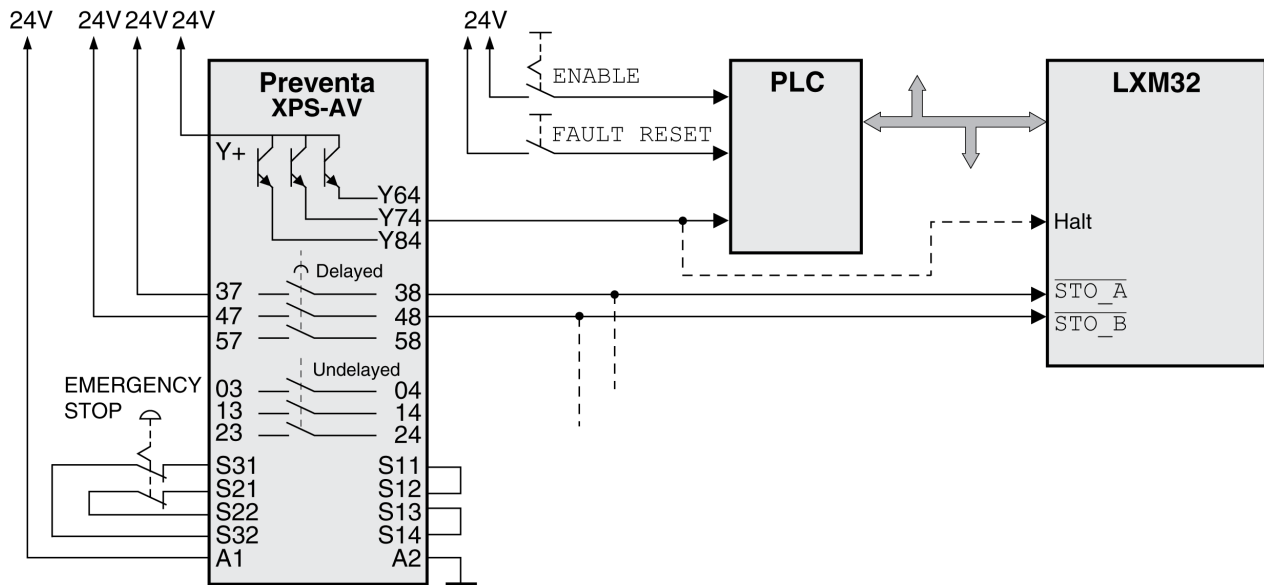 24V 24V 24V 24V 24V
Preventa
XPS-AV
Y+
Y64
Y74
Y84
Delayed
37 38
47 48
57 58
Undelayed
03 04
13 14
23 24
EMERGENCY
STOP
S31 S11
S21 S12
S22 S13
S32 S14
A1 A2
ENABLE
FAULT RESET
PLC
LXM32
Halt
STO_A
STO_B